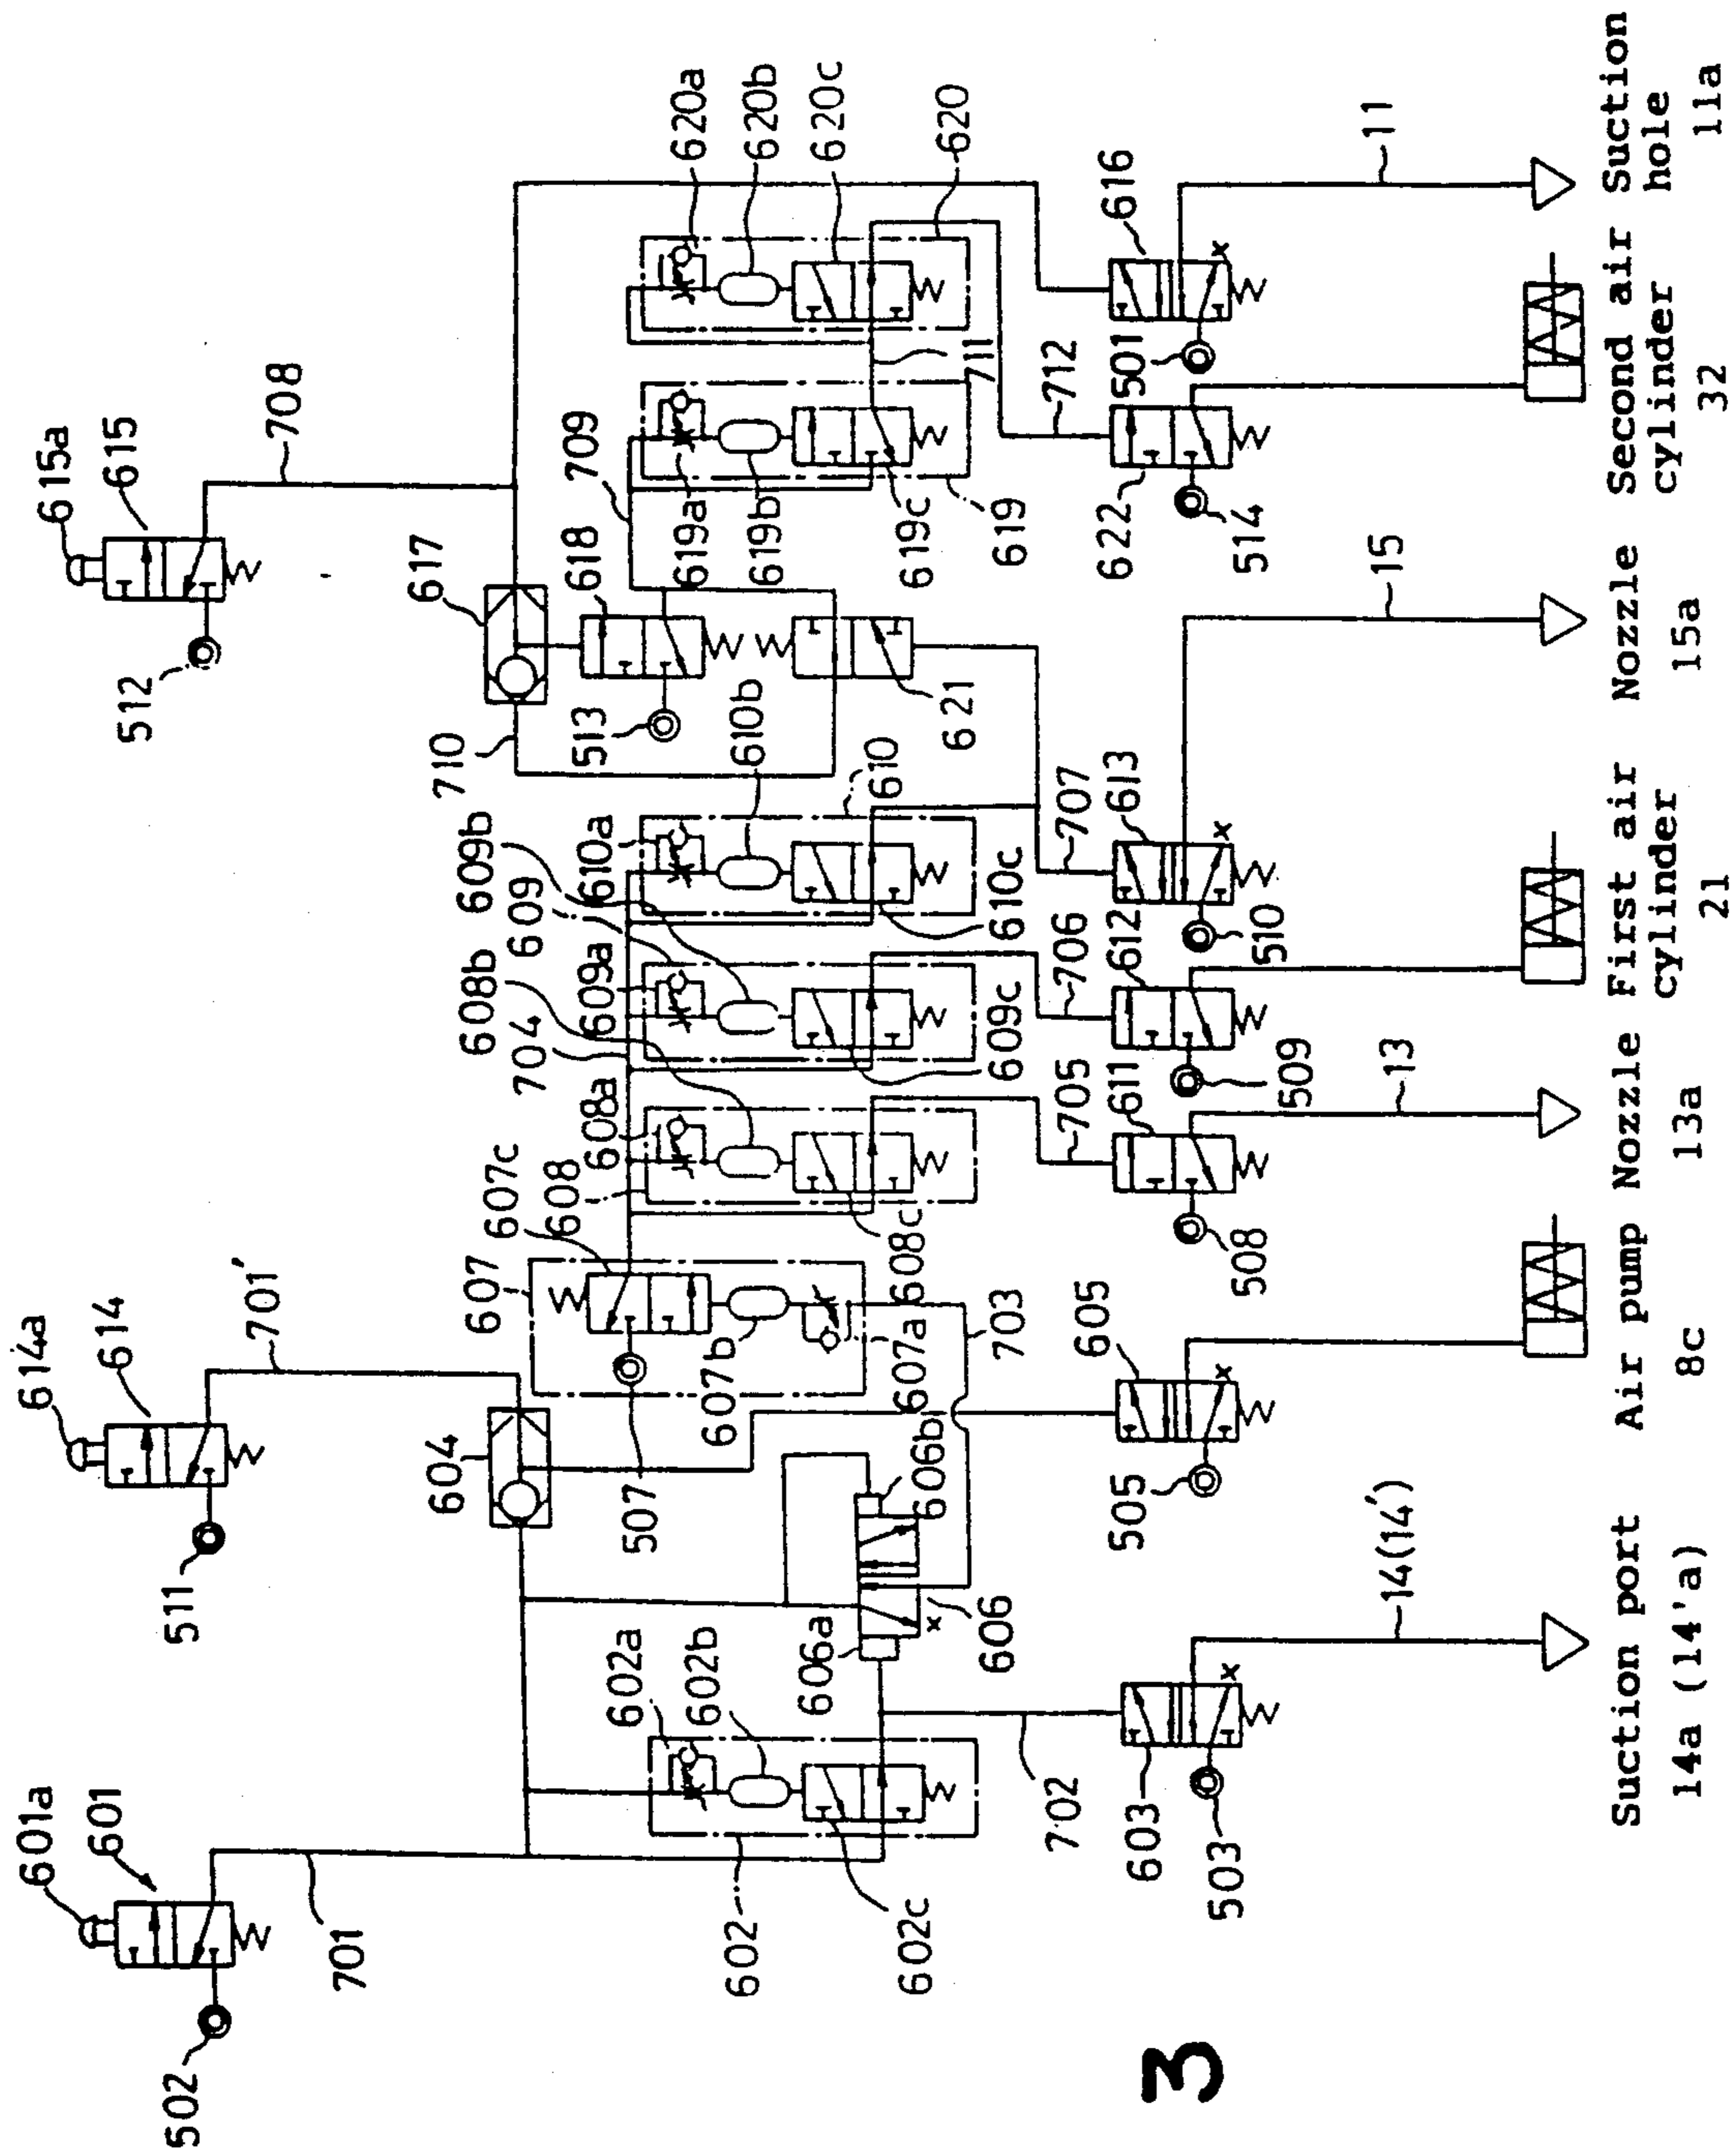 601a
601
502
701
614a
614
511
701'
615a
615
512
708
604
617
710
602a
602b
602
602c
606a
606b
606
607
607c
507
607b
607a
703
608
608a
608b
608c
704
609
609a
609b
609c
610a
610b
610
610c
513
618
621
709
619a
619b
619c
619
711
620a
620b
620c
620
712
702
603
503
14(14')
605
505
705
611
508
13
706
612
509
707
613
510
15
622
514
501
616
11
Suction port
14a (14'a)
Air pump
8c
Nozzle
13a
First air
cylinder
21
Nozzle
15a
Second air
cylinder
32
Suction
hole
11a
3